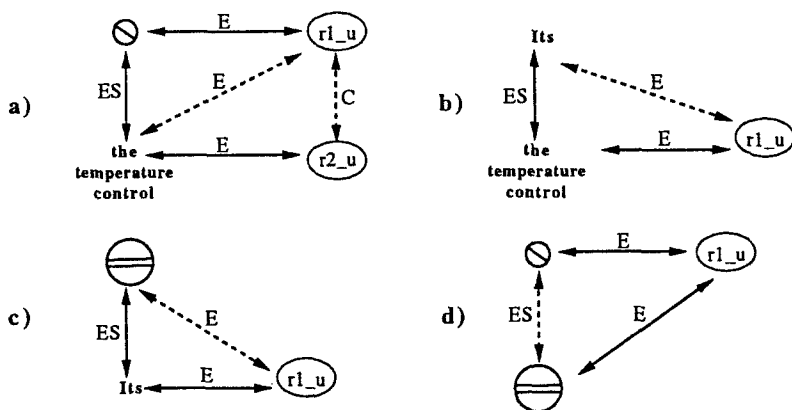 a)
E
r1_u
ES
E
C
the
temperature
control
E
r2_u
b)
Its
ES
E
the
temperature
control
E
r1_u
c)
ES
E
Its
E
r1_u
d)
E
r1_u
ES
E